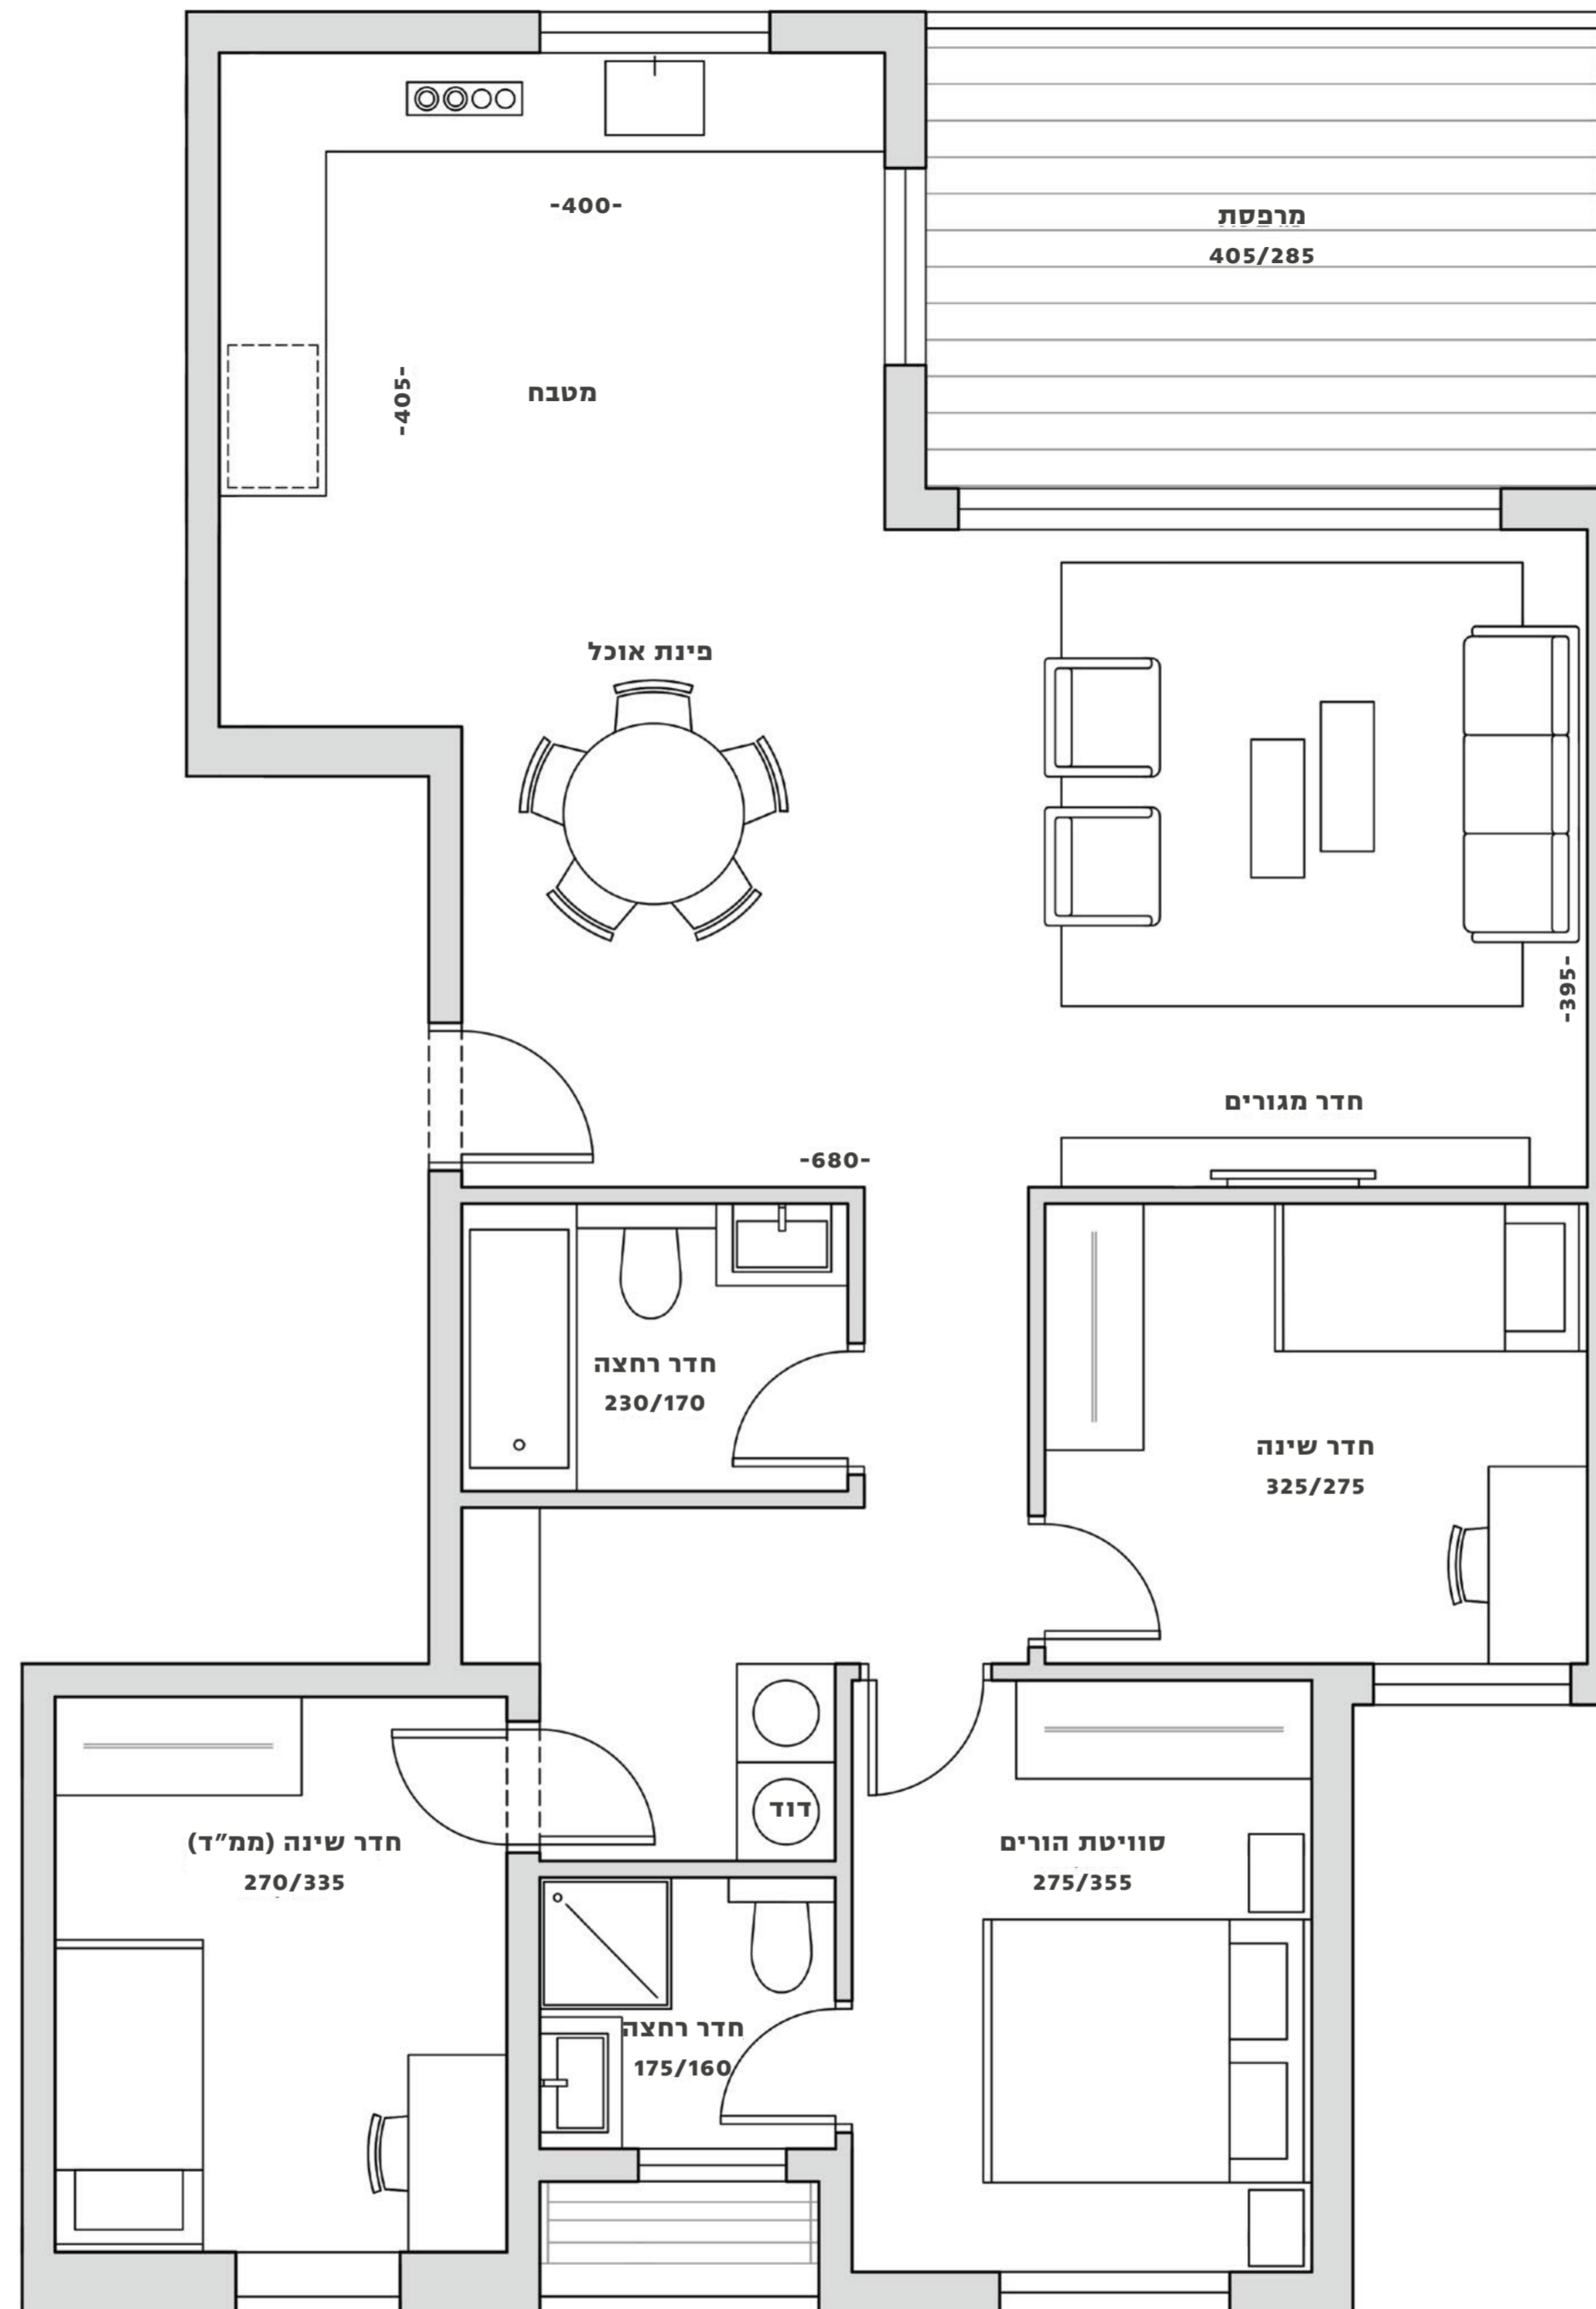 -400-
מרפסת
405/285
-405-
מטבח
פינת אוכל
-395-
חדר מגורים
-680-
חדר רחצה
230/170
חדר שינה
325/275
דוד
חדר שינה (ממ״ד)
270/335
סוויטת הורים
275/355
חדר רחצה
175/160